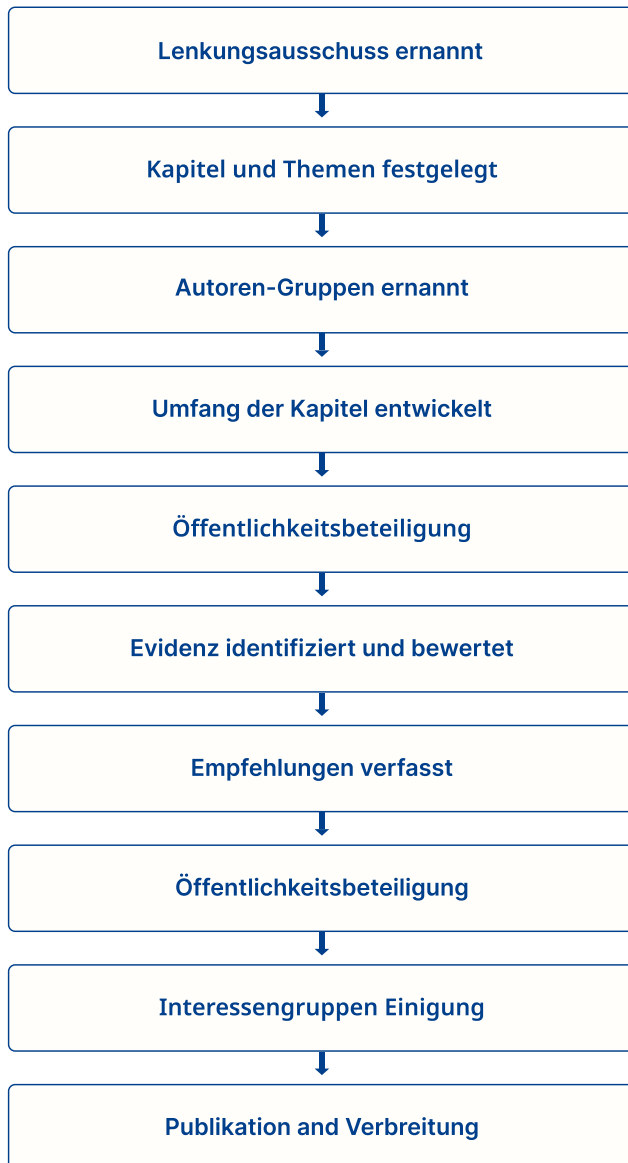 Lenkungsausschuss ernannt
Kapitel und Themen festgelegt
Autoren-Gruppen ernannt
Umfang der Kapitel entwickelt
Öffentlichkeitsbeteiligung
Evidenz identifiziert und bewertet
Empfehlungen verfasst
Öffentlichkeitsbeteiligung
Interessengruppen Einigung
Publikation and Verbreitung